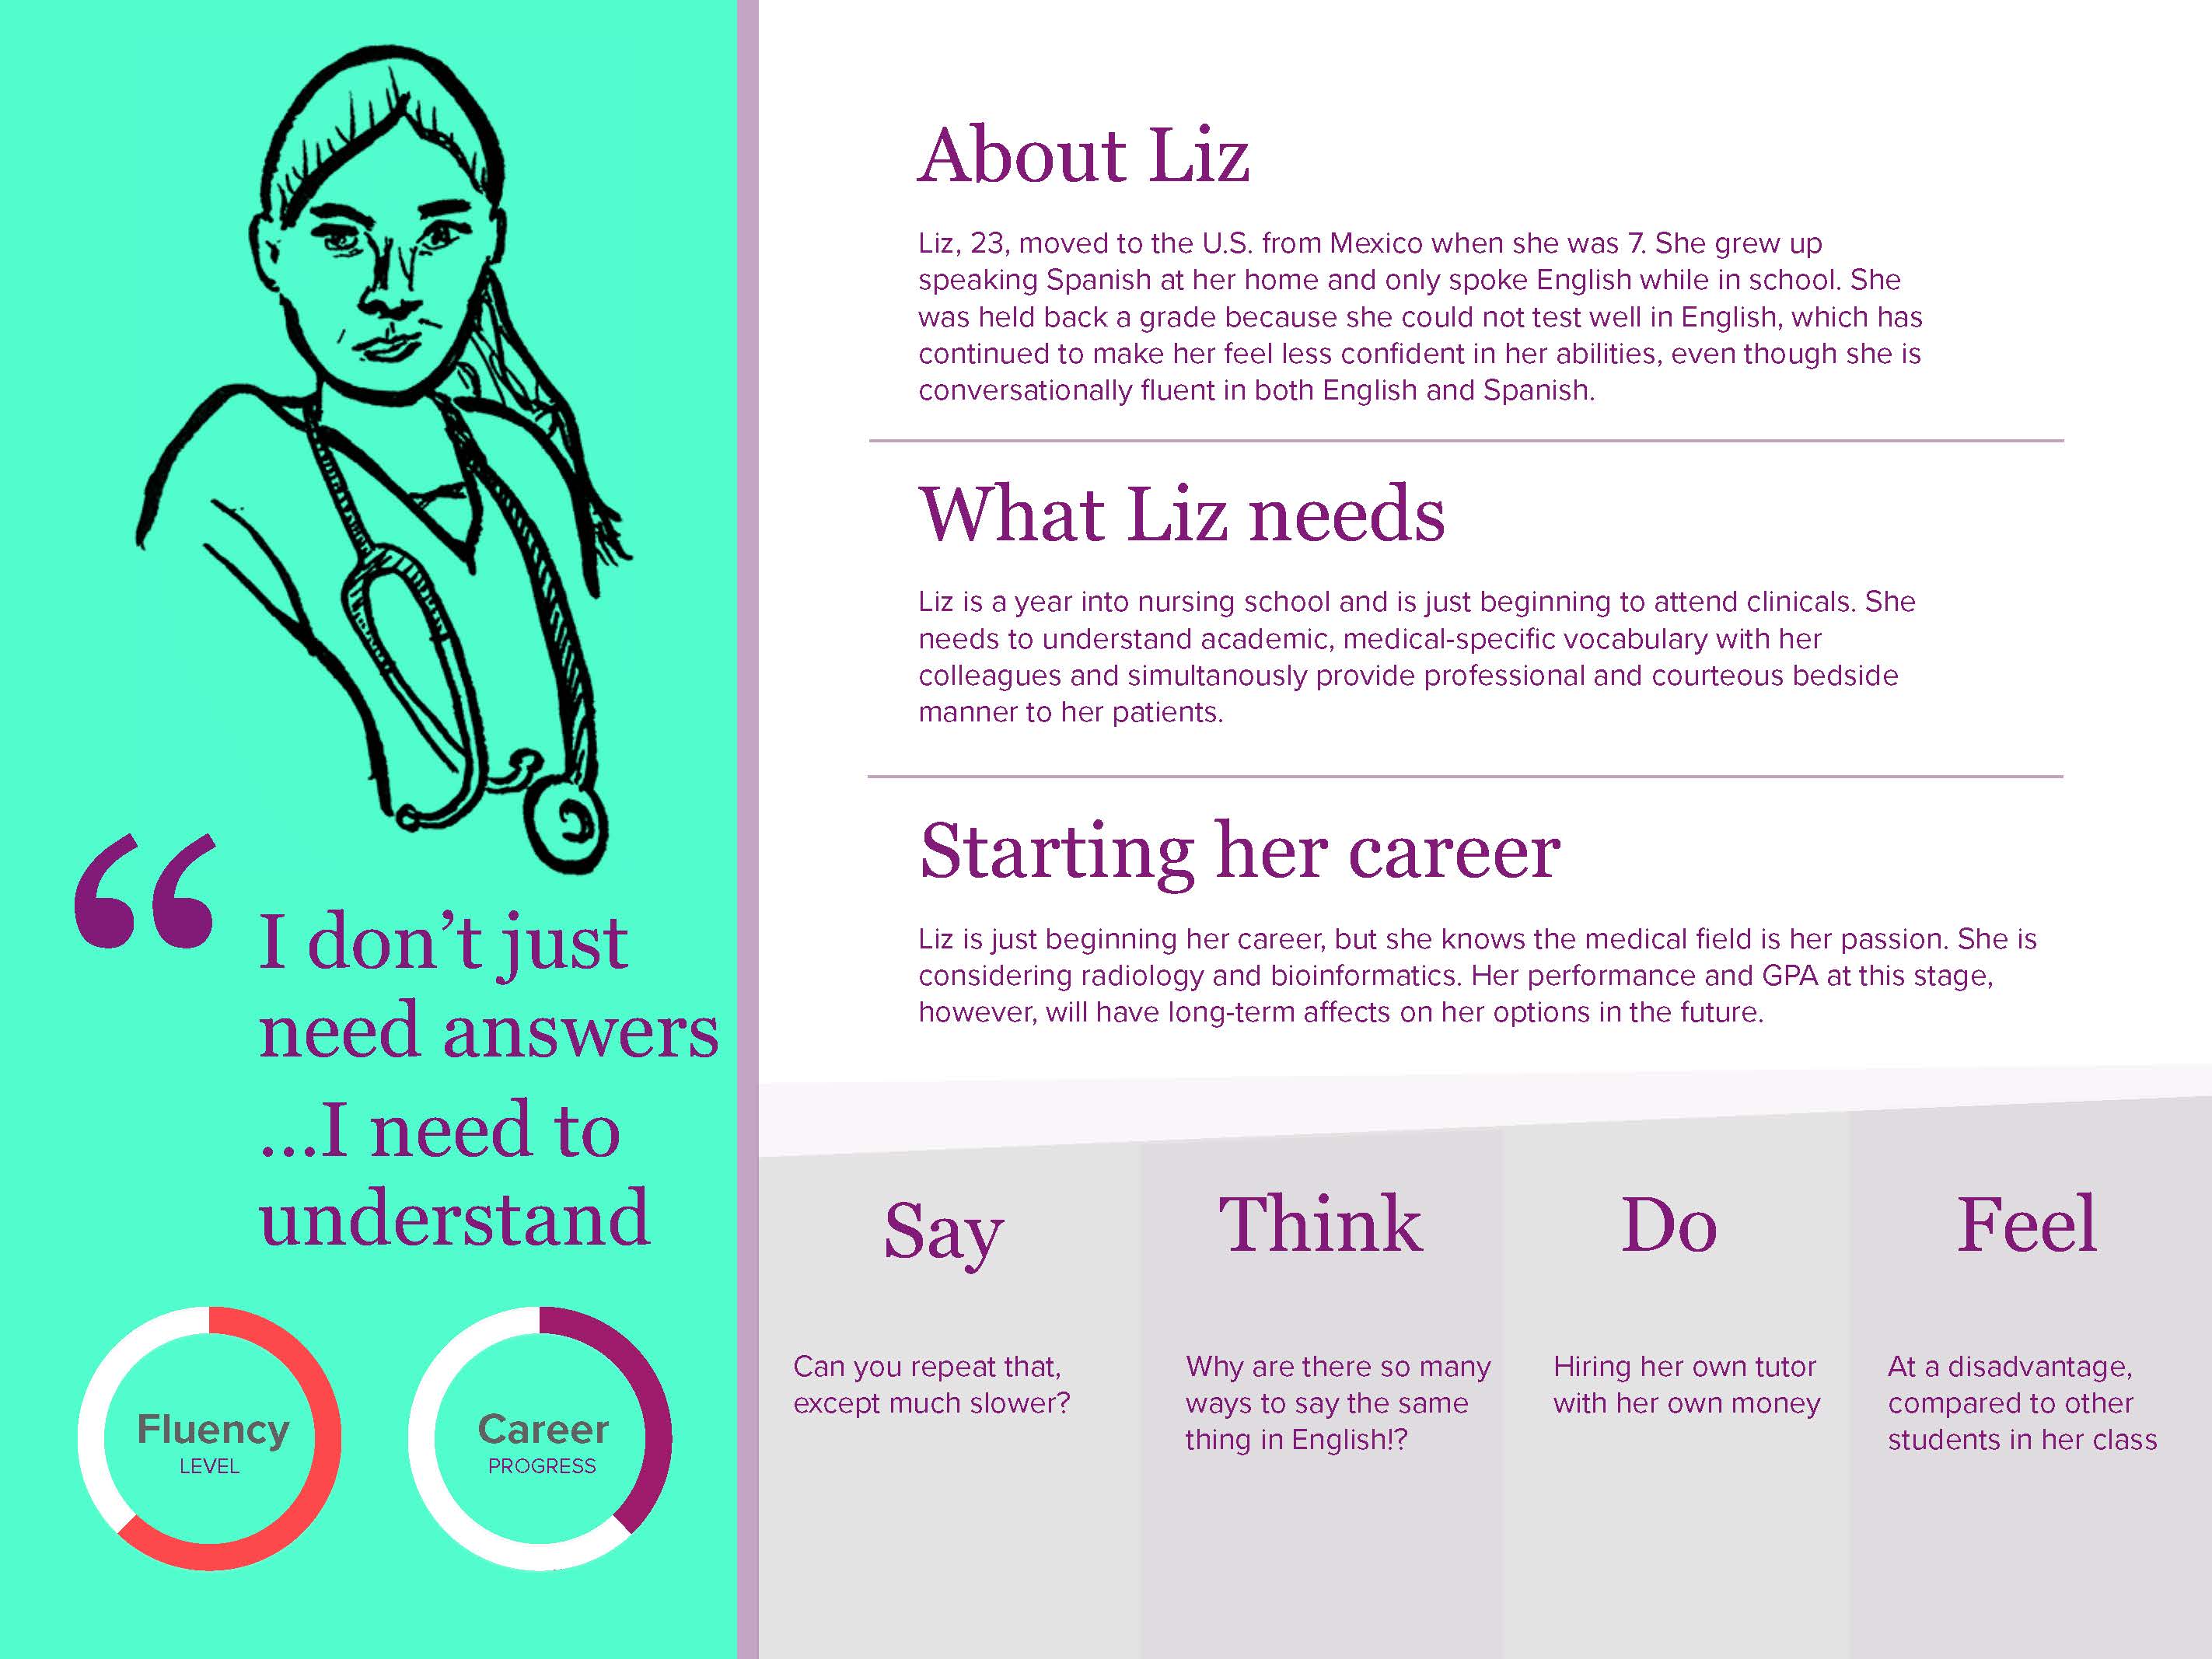 “
I don’t just
need answers
...I need to
understand
Fluency
LEVEL
Career
PROGRESS
About Liz
Liz, 23, moved to the U.S. from Mexico when she was 7. She grew up
speaking Spanish at her home and only spoke English while in school. She
was held back a grade because she could not test well in English, which has
continued to make her feel less confident in her abilities, even though she is
conversationally fluent in both English and Spanish.
What Liz needs
Liz is a year into nursing school and is just beginning to attend clinicals. She
needs to understand academic, medical-specific vocabulary with her
colleagues and simultanously provide professional and courteous bedside
manner to her patients.
Starting her career
Liz is just beginning her career, but she knows the medical field is her passion. She is
considering radiology and bioinformatics. Her performance and GPA at this stage,
however, will have long-term affects on her options in the future.
Say
Can you repeat that,
except much slower?
Think
Why are there so many
ways to say the same
thing in English!?
Do
Hiring her own tutor
with her own money
Feel
At a disadvantage,
compared to other
students in her class